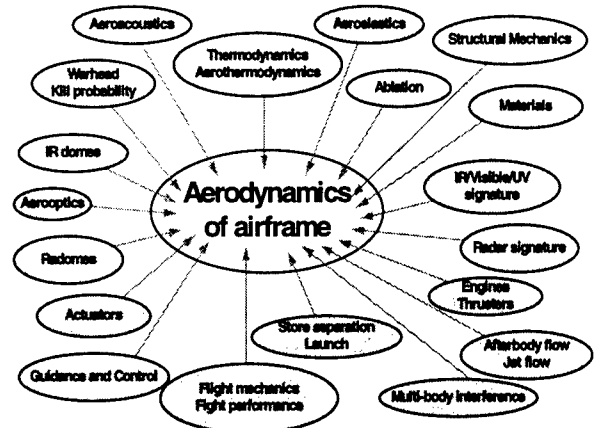 Aeroacoustics
Aeroelastics
Structural Mechanics
Thermodynamics
Aerothermodynamics
Warhead
Kill probability
Ablation
Materials
IR domes
Aerodynamics
of airframe
IR/Visible/UV
signature
Aerooptics
Radomes
Radar signature
Engines
Thrusters
Actuators
Store separation
Launch
Afterbody flow
Jet flow
Guidance and Control
Flight mechanics
Flight performance
Multi-body interference